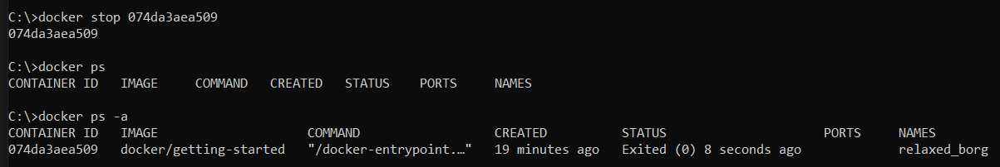 C:\>docker stop 074da3aea509
074da3aea509
C:\>docker ps
CONTAINER ID   IMAGE     COMMAND   CREATED   STATUS    PORTS     NAMES
C:\>docker ps -a
CONTAINER ID   IMAGE                    COMMAND                  CREATED          STATUS                     PORTS     NAMES
074da3aea509   docker/getting-started   "/docker-entrypoint.…"   19 minutes ago   Exited (0) 8 seconds ago             relaxed_borg